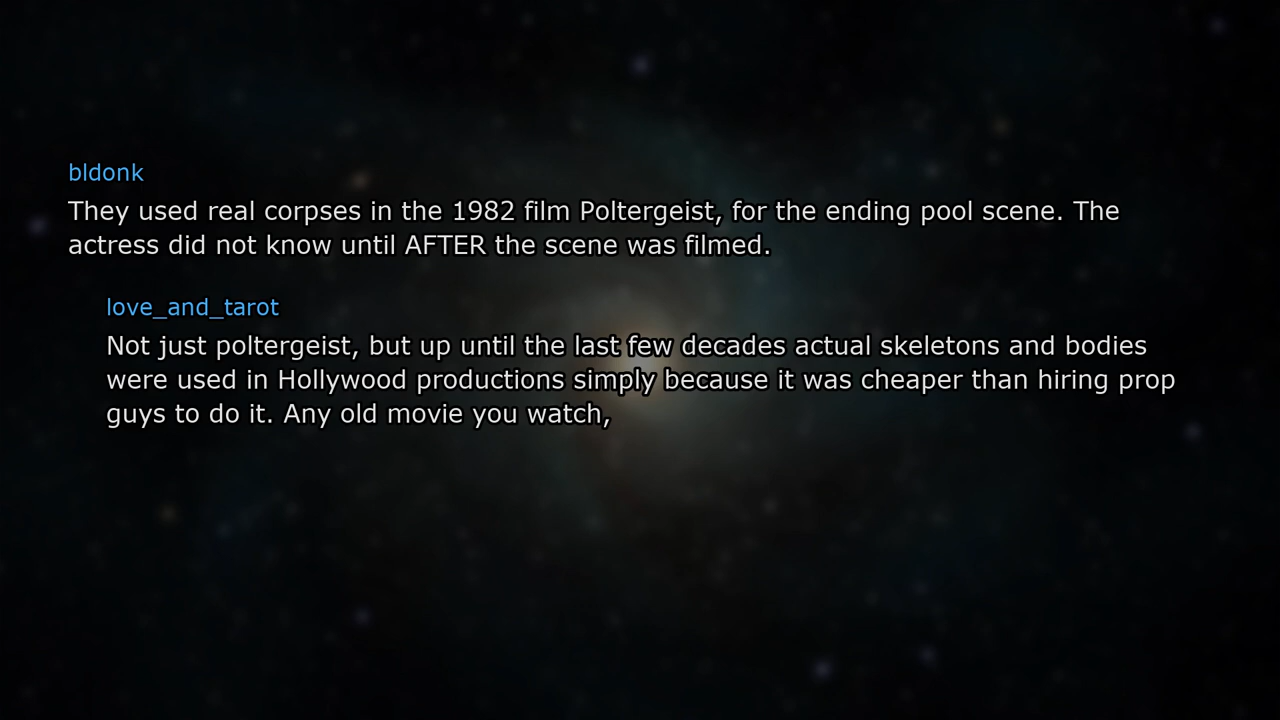 bldonk
They used real corpses in the 1982 film Poltergeist, for the ending pool scene. The
actress did not know until AFTER the scene was filmed.
love_and_tarot
Not just poltergeist, but up until the last few decades actual skeletons and bodies
were used in Hollywood productions simply because it was cheaper than hiring prop
guys to do it. Any old movie you watch,